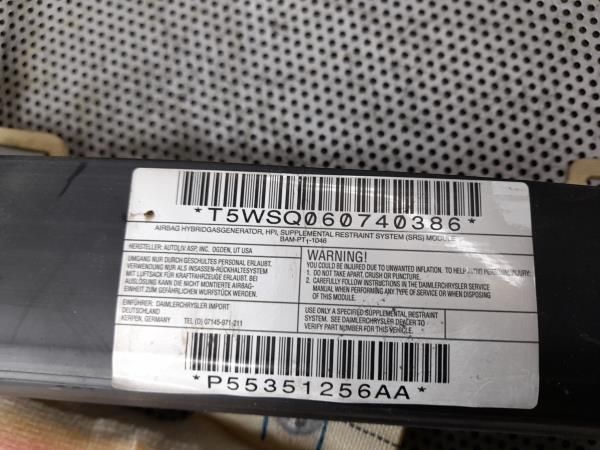 *T5WSQ060740386*
AIRBAG HYBRIDGASGENERATOR, HPI, SUPPLEMENTAL RESTRAINT SYSTEM (SRS) MODULE
BAM-PT1-1046
HERSTELLER: AUTOLIV ASP, INC. OGDEN, UT USA
UMGANG NUR DURCH GESCHULTES PERSONAL ERLAUBT.
VERWENDUNG NUR ALS INSASSEN-RÜCKHALTESYSTEM
MIT LUFTSACK FÜR KRAFTFAHRZEUGE ERLAUBT. BEI
AUSLÖSUNG KANN DIE NICHT MONTIERTE AIRBAG-
EINHEIT ZUM GEFÄHRLICHEN WURFSTÜCK WERDEN.
WARNING!
YOU COULD BE INJURED DUE TO UNWANTED INFLATION. TO HELP AVOID PERSONAL INJURY:
1. DO NOT TAKE APART, CRUSH OR PUNCTURE.
2. CAREFULLY FOLLOW INSTRUCTIONS IN THE DAIMLERCHRYSLER SERVICE
MANUAL WHEN PERFORMING ANY TYPE OF SERVICE OR WHEN DISPOSING
OF THIS MODULE.
EINFÜHRER: DAIMLERCHRYSLER IMPORT
DEUTSCHLAND
KERPEN, GERMANY TEL (D) 07145-971-211
USE ONLY A SPECIFIED SUPPLEMENTAL RESTRAINT
SYSTEM. SEE DAIMLERCHRYSLER DEALER TO
VERIFY PART NUMBER FOR THIS VEHICLE.
*P55351256AA*